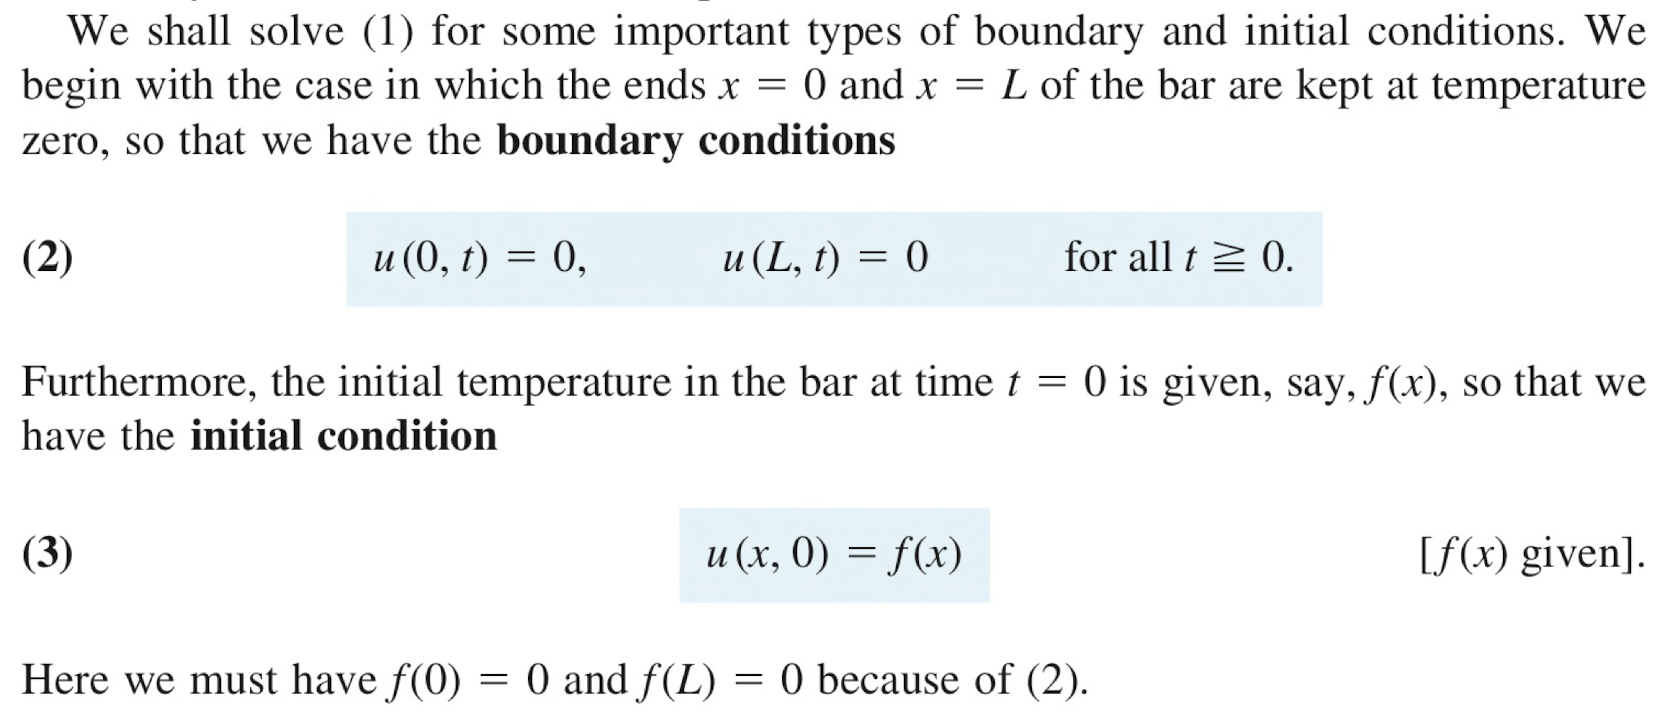 We shall solve (1) for some important types of boundary and initial conditions. We
begin with the case in which the ends x = 0 and x = L of the bar are kept at temperature
zero, so that we have the boundary conditions
(2) u(0, t) = 0, u(L, t) = 0 for all t ≧ 0.
Furthermore, the initial temperature in the bar at time t = 0 is given, say, f(x), so that we
have the initial condition
(3) u(x, 0) = f(x) [f(x) given].
Here we must have f(0) = 0 and f(L) = 0 because of (2).